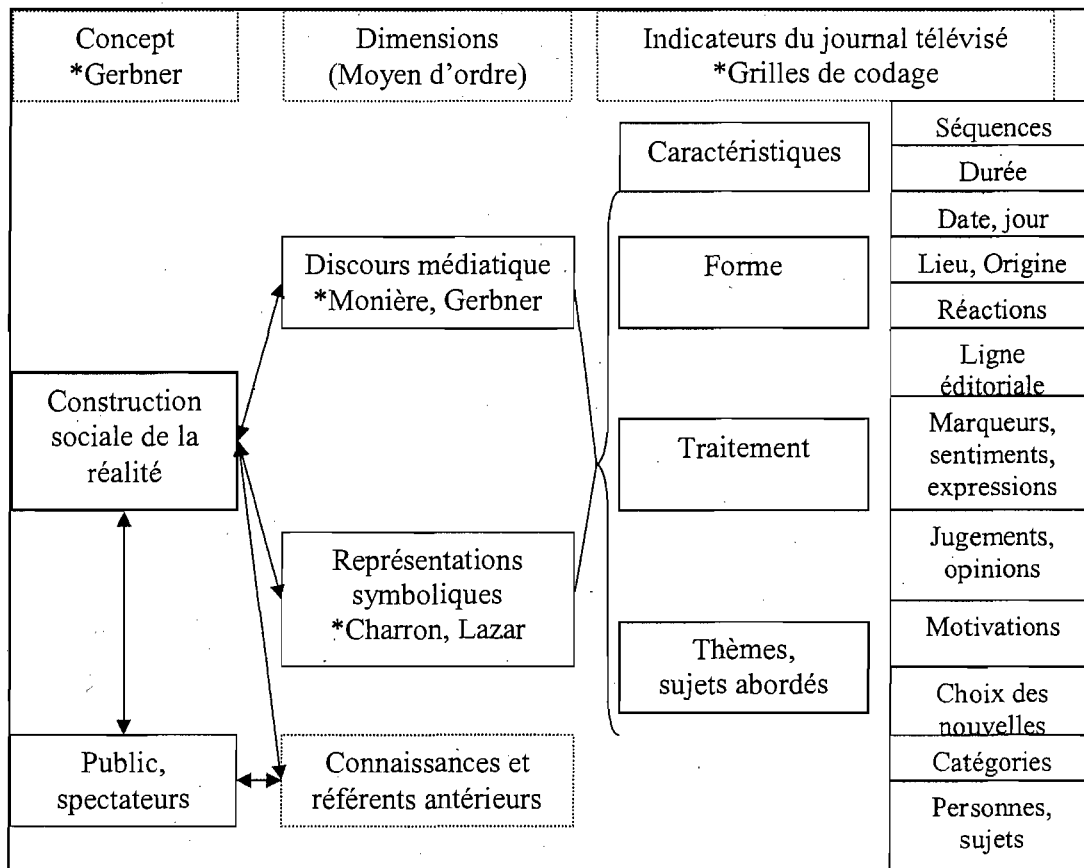 Concept
*Gerbner
Dimensions
(Moyen d'ordre)
Indicateurs du journal télévisé
*Grilles de codage
Construction
sociale de la
réalité
Public,
spectateurs
Discours médiatique
*Monière, Gerbner
Représentations
symboliques
*Charron, Lazar
Connaissances et
référents antérieurs
Caractéristiques
Forme
Traitement
Thèmes,
sujets abordés
Séquences
Durée
Date, jour
Lieu, Origine
Réactions
Ligne
éditoriale
Marqueurs,
sentiments,
expressions
Jugements,
opinions
Motivations
Choix des
nouvelles
Catégories
Personnes,
sujets